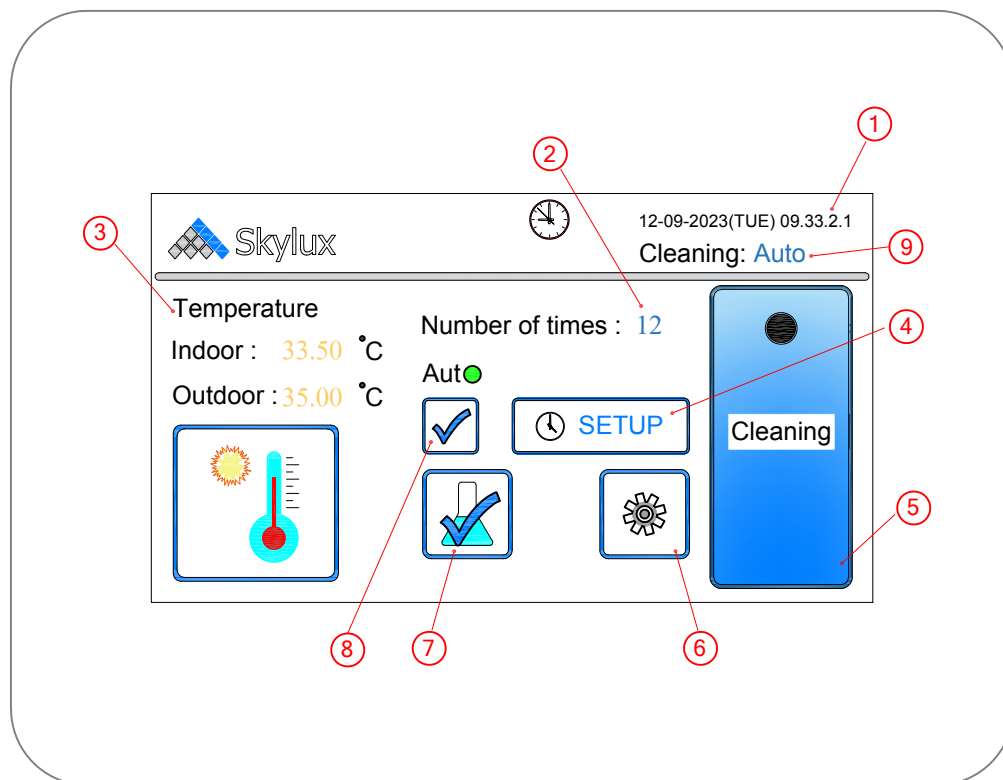 1
2
3
Skylux
12-09-2023(TUE) 09.33.2.1
Cleaning: Auto
9
Temperature
Number of times : 12
4
Indoor : 33.50 °C
Aut
Outdoor : 35.00 °C
SETUP
Cleaning
5
8
7
6